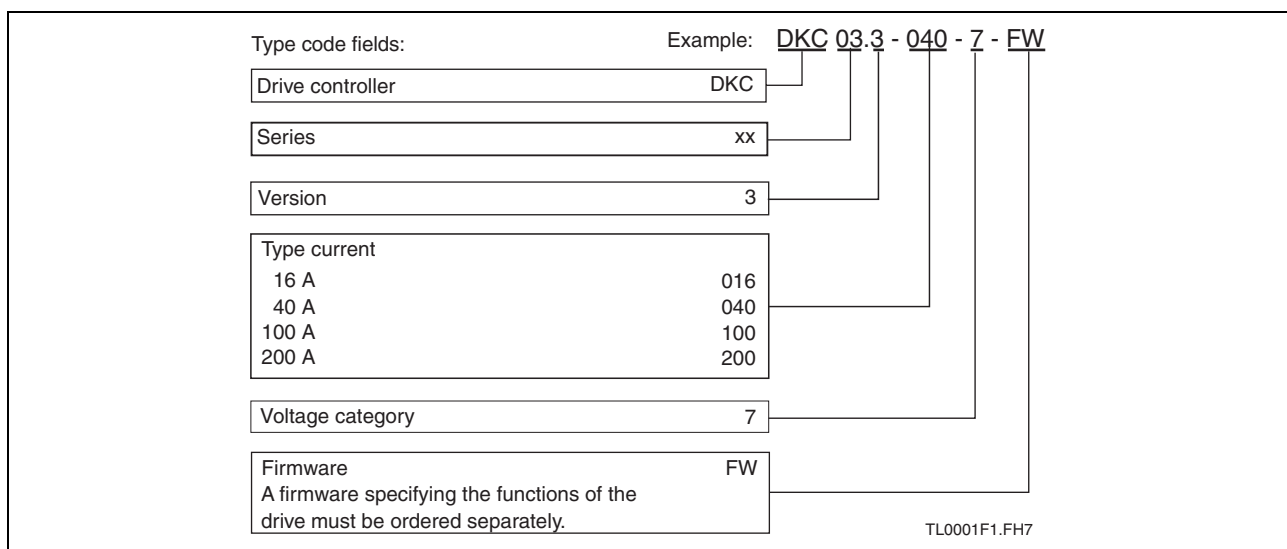 Type code fields: Example: DKC 03.3 - 040 - 7 - FW
Drive controller DKC
Series xx
Version 3
Type current
16 A 016
40 A 040
100 A 100
200 A 200
Voltage category 7
Firmware FW
A firmware specifying the functions of the
drive must be ordered separately.
TL0001F1.FH7